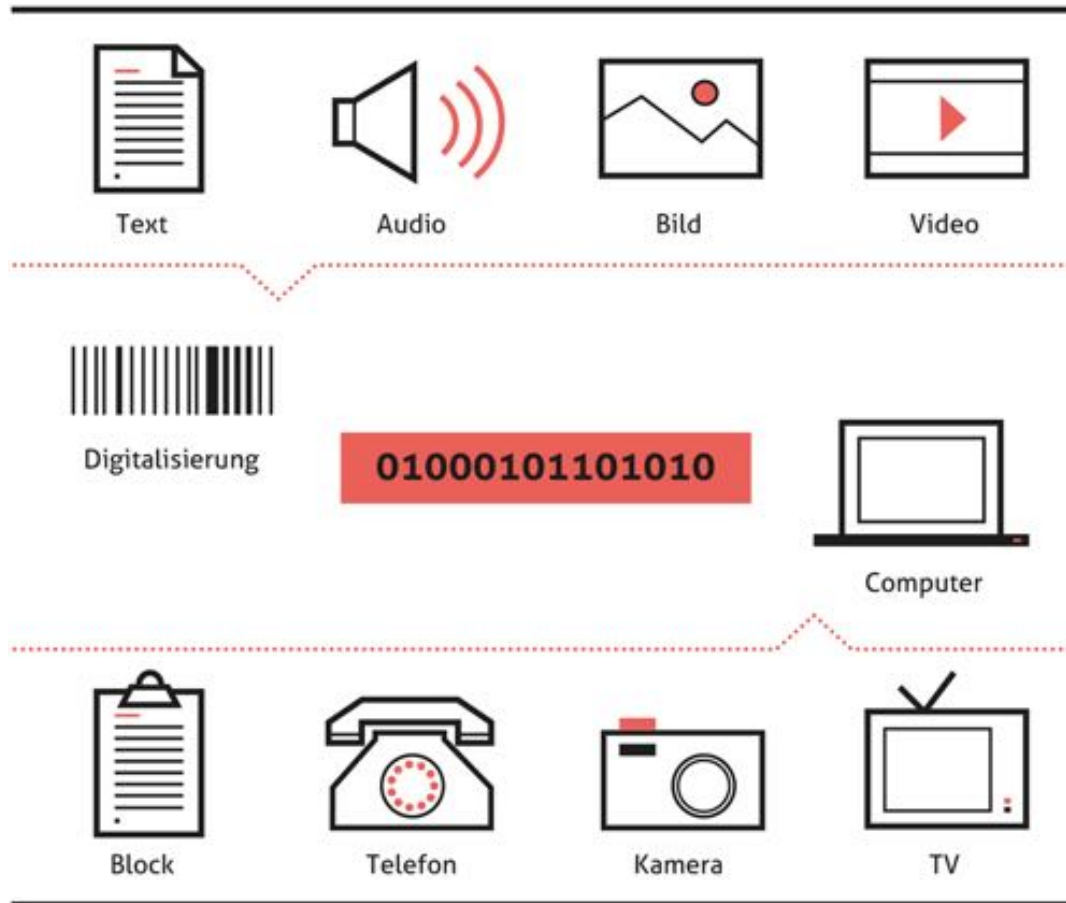 Text
Audio
Bild
Video
Digitalisierung
01000101101010
Computer
Block
Telefon
Kamera
TV